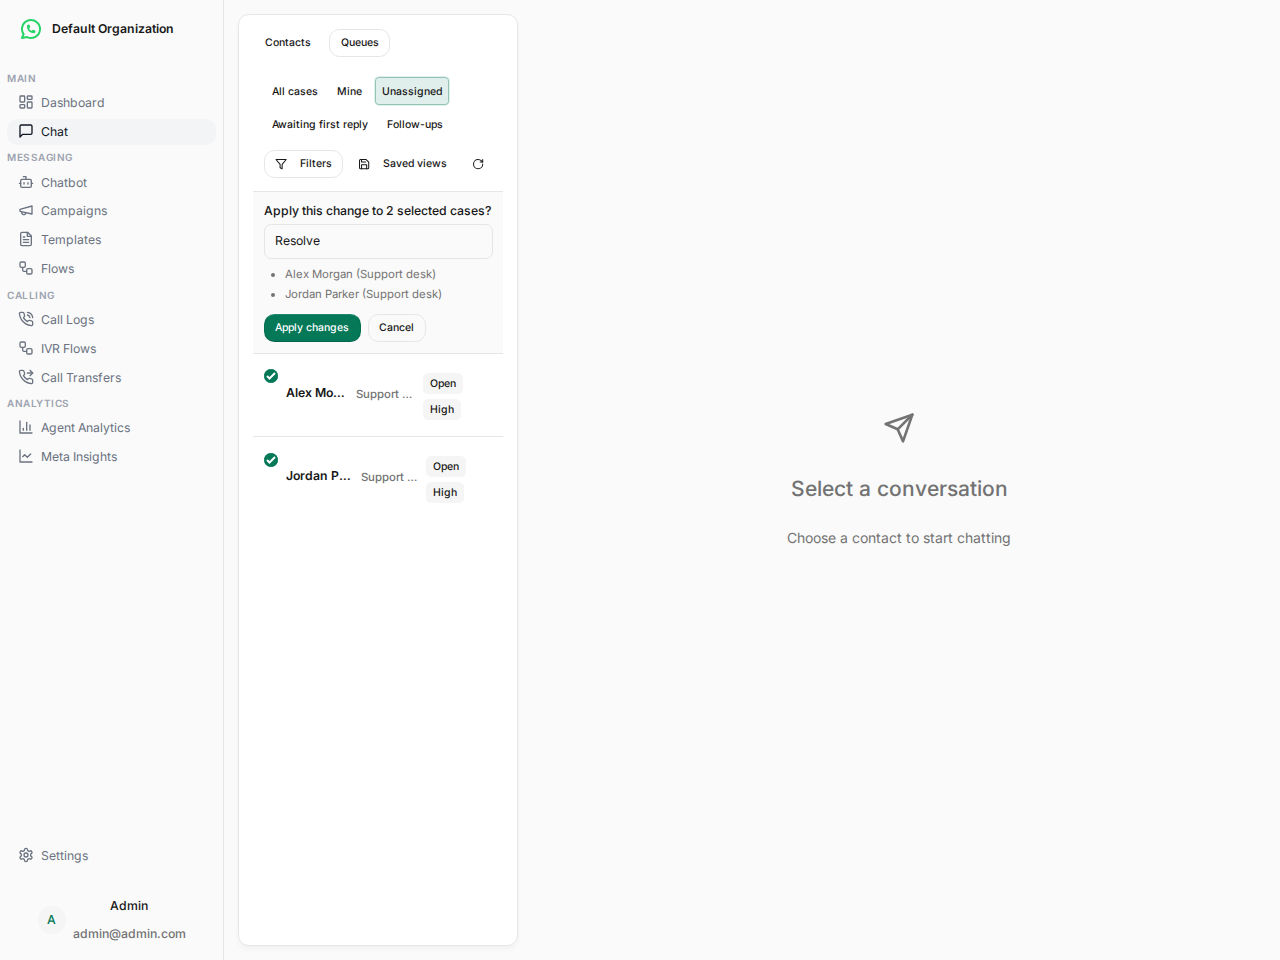 Default Organization
MAIN
Dashboard
Chat
MESSAGING
Chatbot
Campaigns
Templates
Flows
CALLING
Call Logs
IVR Flows
Call Transfers
ANALYTICS
Agent Analytics
Meta Insights
Settings
A
Admin
admin@admin.com
Contacts Queues
All cases Mine Unassigned
Awaiting first reply Follow-ups
Filters Saved views
Apply this change to 2 selected cases?
Resolve
• Alex Morgan (Support desk)
• Jordan Parker (Support desk)
Apply changes Cancel
Alex Mo... Support ... Open
High
Jordan P... Support ... Open
High
Select a conversation
Choose a contact to start chatting